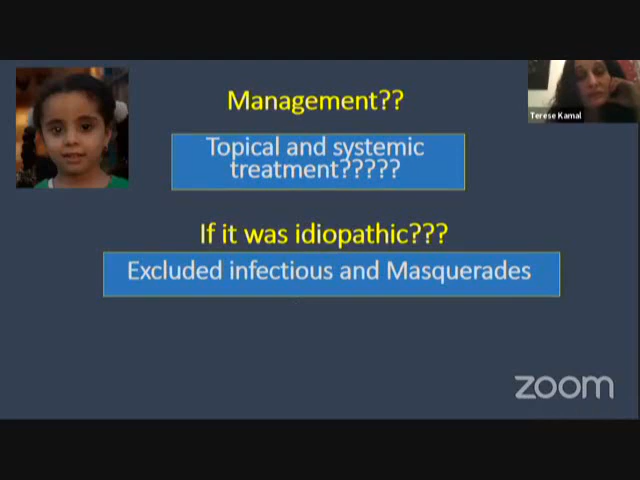 Management??
Terese Kamal
Topical and systemic
treatment?????
If it was idiopathic???
Excluded infectious and Masquerades
zoom